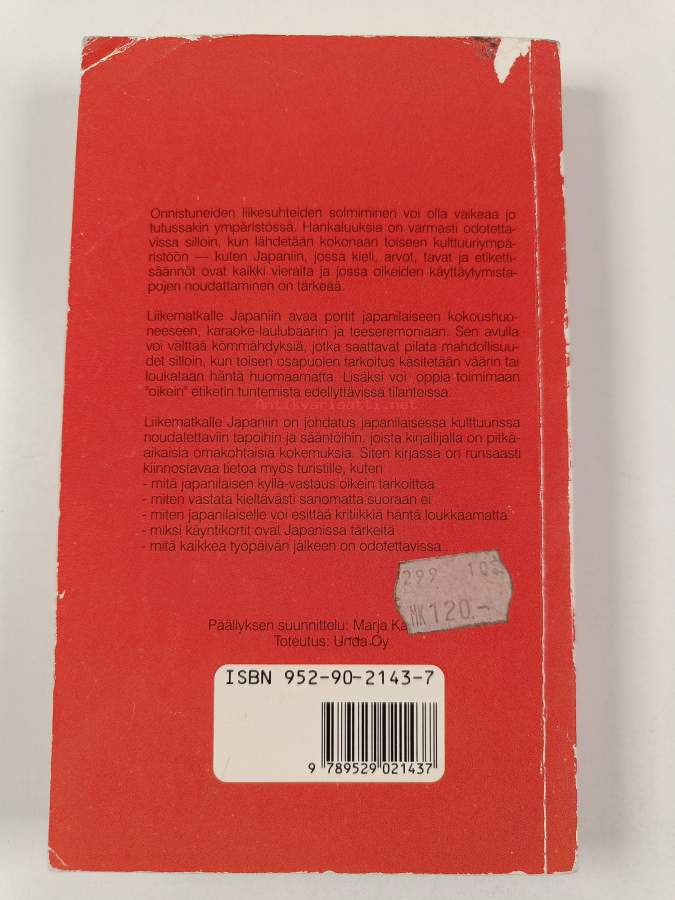 Onnistuneiden liikesuhteiden solmiminen voi olla vaikeaa jo
tutussakin ympäristössä. Hankaluuksia on varmasti odotetta-
vissa silloin, kun lähdetään kokonaan toiseen kulttuuriympä-
ristöön — kuten Japaniin, jossa kieli, arvot, tavat ja etiketti-
säännöt ovat kaikki vieraita ja jossa oikeiden käyttäytymista-
pojen noudattaminen on tärkeää.
Liikematkalle Japaniin avaa portit japanilaiseen kokoushuo-
neeseen, karaoke-laulubaariin ja teeseremoniaan. Sen avulla
voi välttää kömmähdyksiä, jotka saattavat pilata mahdollisuu-
det silloin, kun toisen osapuolen tarkoitus käsitetään väärin tai
loukataan häntä huomaamatta. Lisäksi voi oppia toimimaan
"oikein" etiketin tuntemista edellyttävissä tilanteissa.
Antikvariaatti.net
Liikematkalle Japaniin on johdatus japanilaisessa kulttuurissa
noudatettaviin tapoihin ja sääntöihin, joista kirjailijalla on pitkä-
aikaisia omakohtaisia kokemuksia. Siten kirjassa on runsaasti
kiinnostavaa tietoa myös turistille, kuten:
- mitä japanilaisen kyllä-vastaus oikein tarkoittaa
- miten vastata kieltävästi sanomatta suoraan ei
- miten japanilaiselle voi esittää kritiikkiä häntä loukkaamatta
- miksi käyntikortit ovat Japanissa tärkeitä
- mitä kaikkea työpäivän jälkeen on odotettavissa
299 10
MK 120.-
Päällyksen suunnittelu: Marja
Toteutus: Unda Oy
ISBN 952-90-2143-7
9 789529 021437